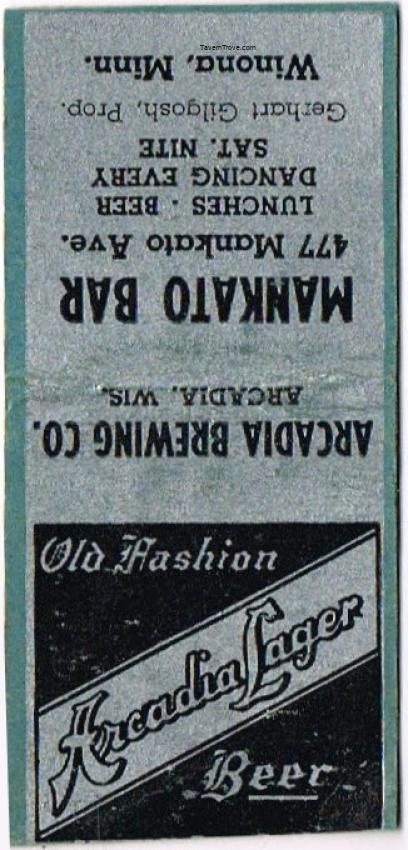 TavernTrove.com
ARCADIA BREWING CO.
ARCADIA, WIS.
MANKATO BAR
477 Mankato Ave.
LUNCHES . BEER
DANCING EVERY
SAT. NITE
Gerhart Gilgosh, Prop.
Winona, Minn.
Old Fashion
Arcadia Lager
Beer